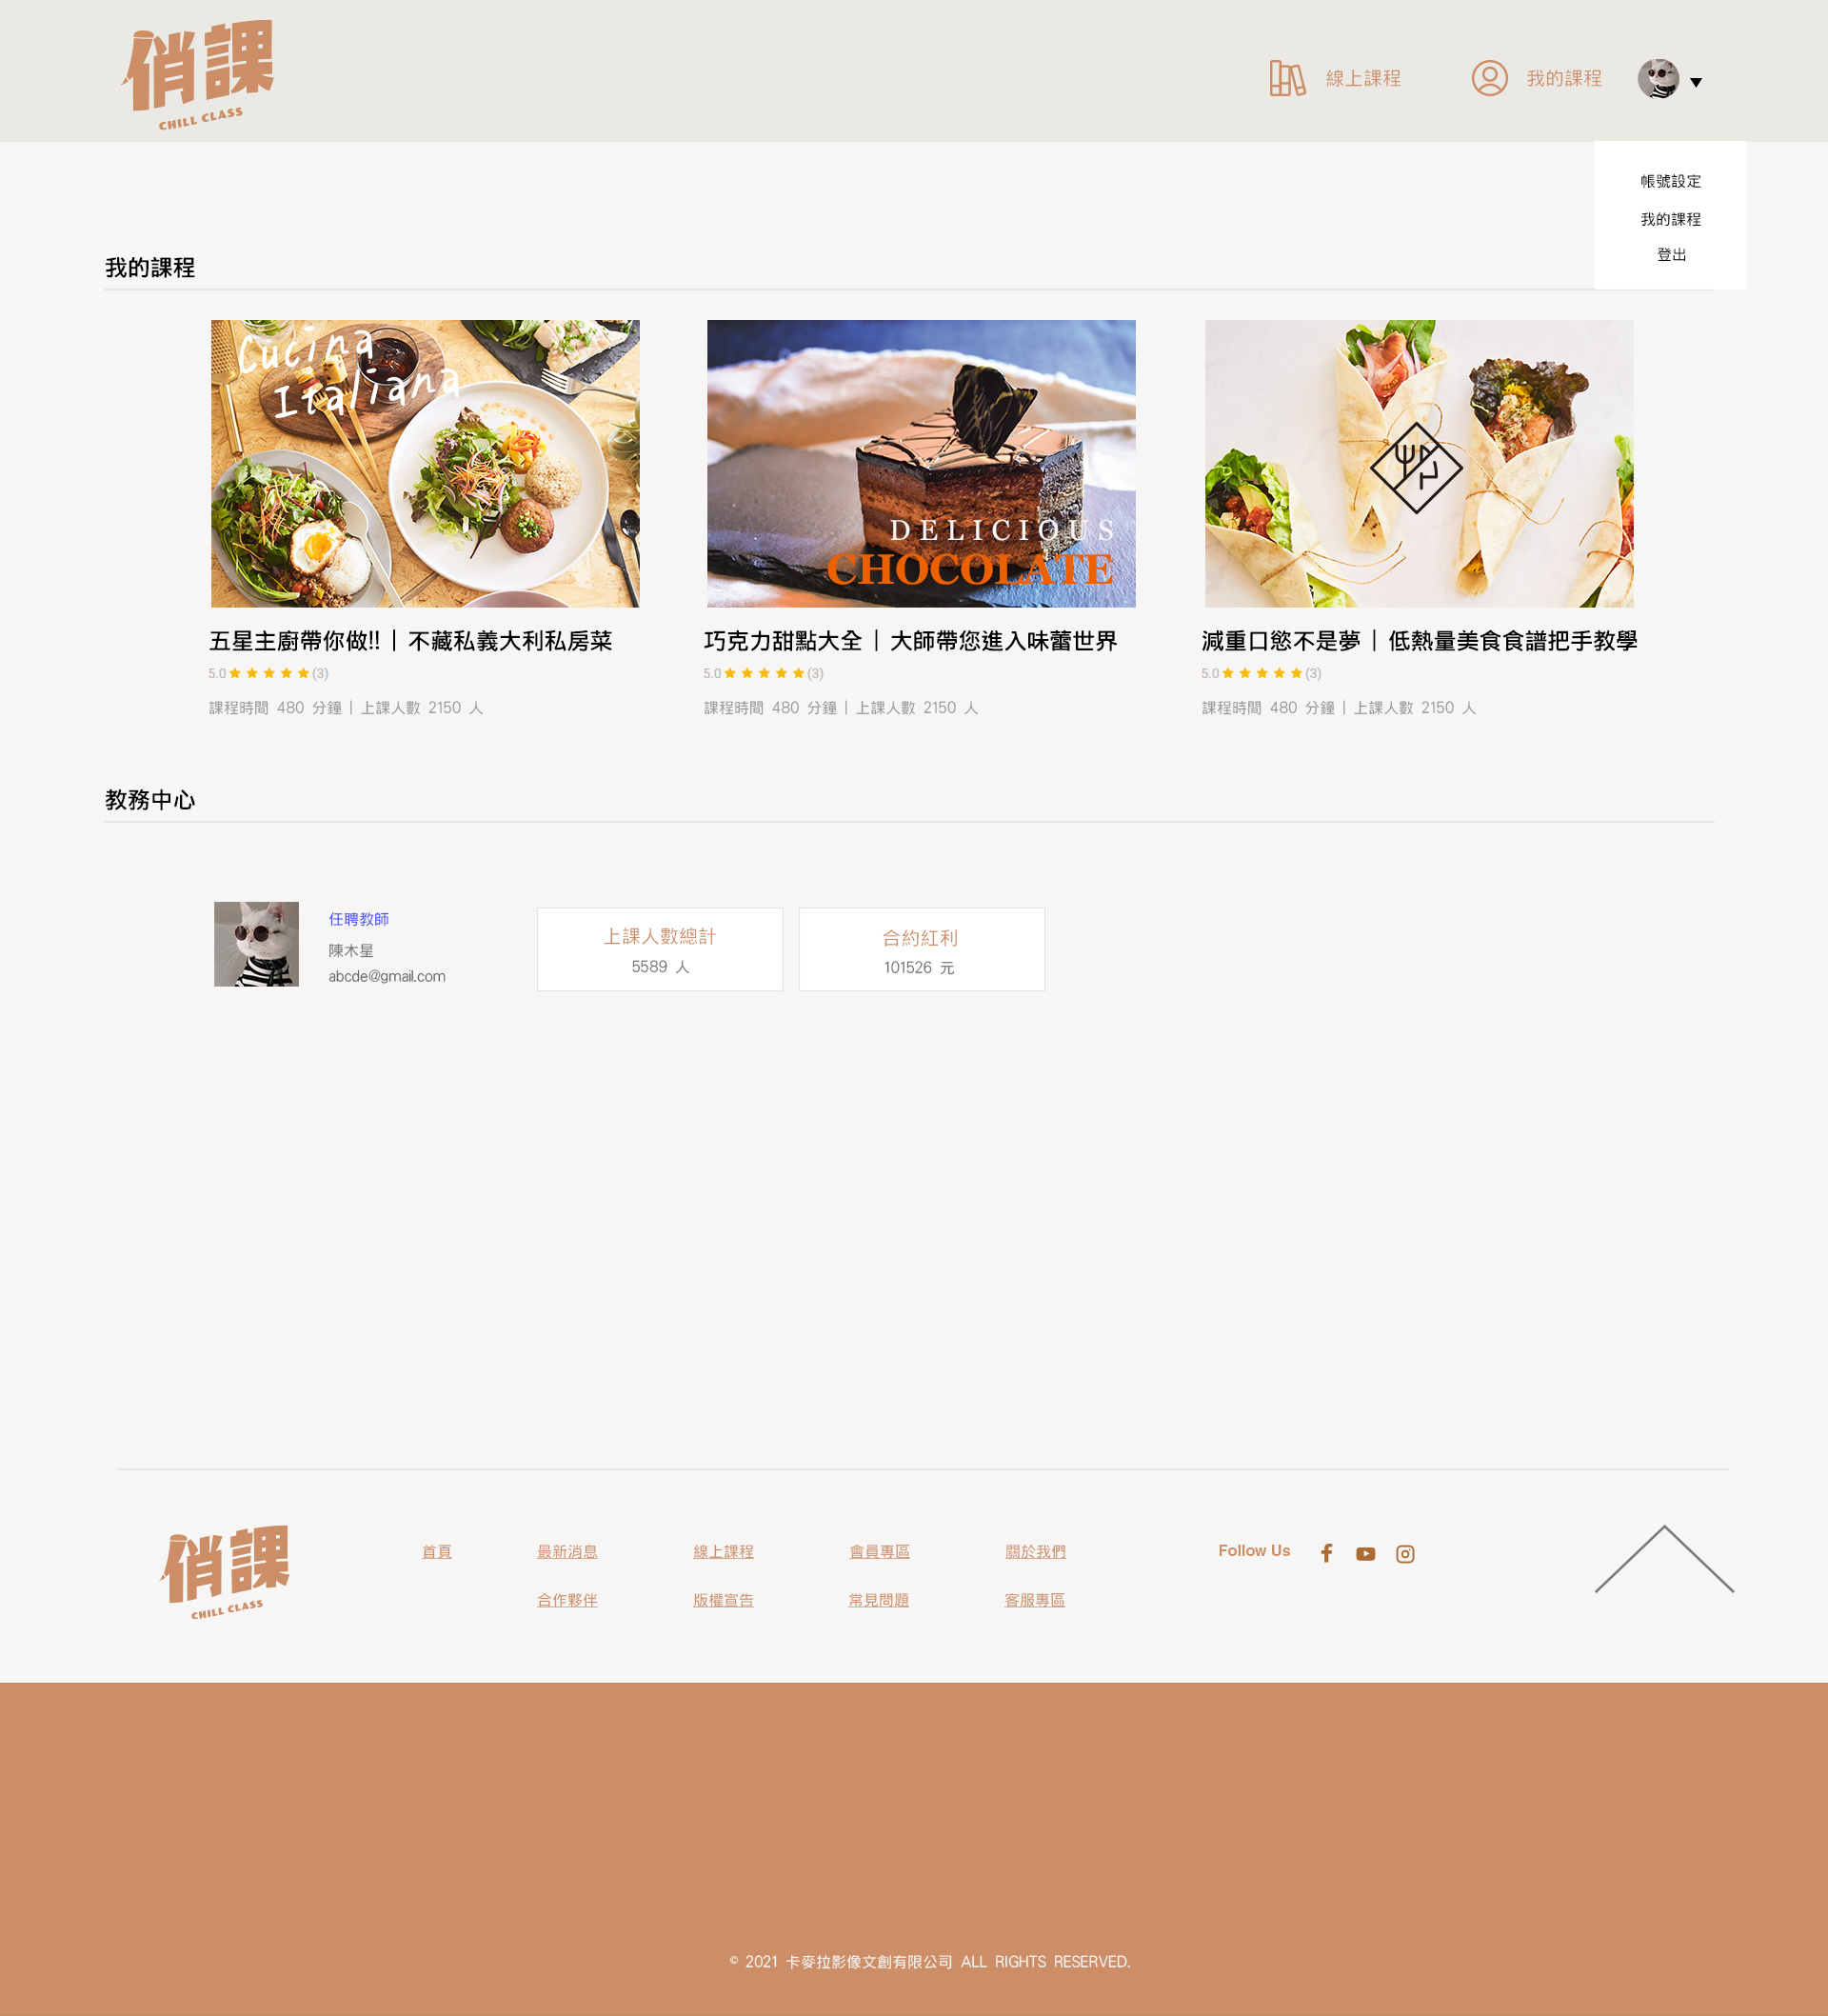 俏課
CHILL CLASS
線上課程
我的課程
帳號設定
我的課程
登出
我的課程
Cucina
Italiana
DELICIOUS
CHOCOLATE
五星主廚帶你做!!｜不藏私義大利私房菜
5.0 ★★★★★(3)
課程時間 480 分鐘｜上課人數 2150 人
巧克力甜點大全｜大師帶您進入味蕾世界
5.0 ★★★★★(3)
課程時間 480 分鐘｜上課人數 2150 人
減重口慾不是夢｜低熱量美食食譜把手教學
5.0 ★★★★★(3)
課程時間 480 分鐘｜上課人數 2150 人
教務中心
任聘教師
陳木星
abcde@gmail.com
上課人數總計
5589 人
合約紅利
101526 元
俏課
CHILL CLASS
首頁
最新消息
線上課程
會員專區
關於我們
Follow Us
合作夥伴
版權宣告
常見問題
客服專區
© 2021 卡麥拉影像文創有限公司 ALL RIGHTS RESERVED.